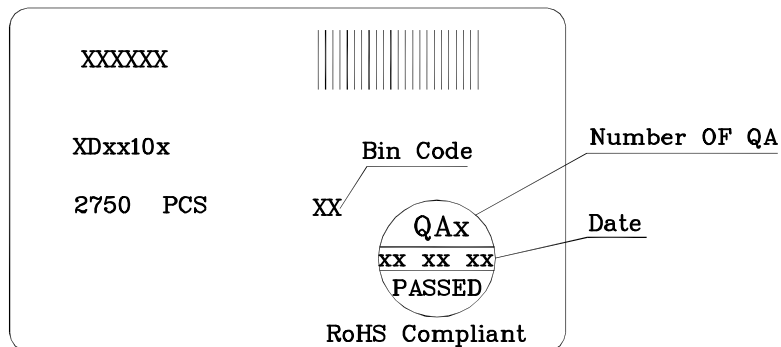 XXXXXX
XDxx10x
Bin Code
Number OF QA
2750 PCS
XX
QAx
Date
xx xx xx
PASSED
RoHS Compliant